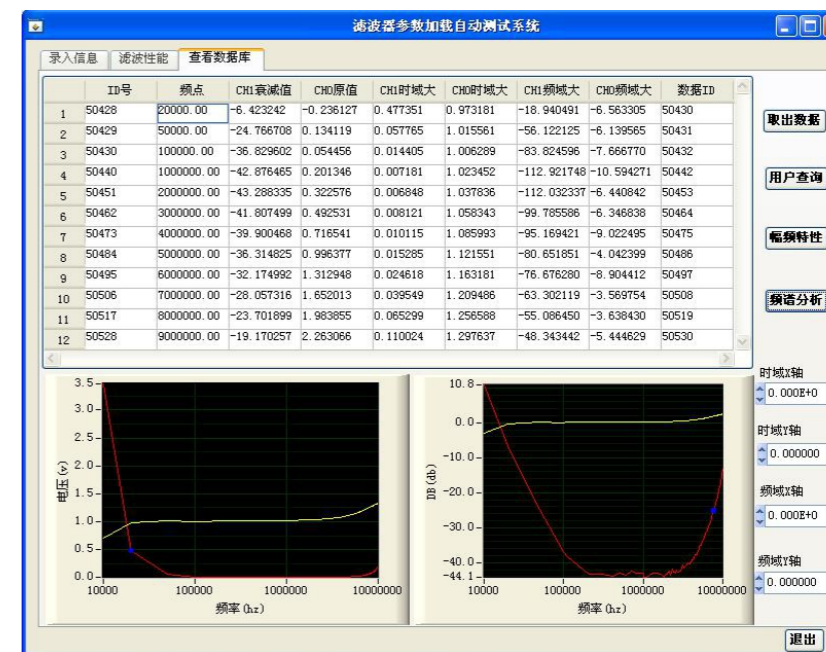 滤波器参数加载自动测试系统
录入信息 滤波性能 查看数据库
ID号 频点 CH1衰减值 CH0原值 CH1时域大 CH0时域大 CH1频域大 CH0频域大 数据ID
1 50428 20000.00 -6.423242 -0.236127 0.477351 0.973181 -18.940491 -6.563305 50430
2 50429 50000.00 -24.766708 0.134119 0.057765 1.015561 -56.122125 -6.139565 50431
3 50430 100000.00 -36.829602 0.054456 0.014405 1.006289 -83.824596 -7.666770 50432
4 50440 1000000.00 -42.876465 0.201346 0.007181 1.023452 -112.921748 -10.594271 50442
5 50451 2000000.00 -43.288335 0.322576 0.006848 1.037836 -112.032337 -6.440842 50453
6 50462 3000000.00 -41.807499 0.492531 0.008121 1.058343 -99.785586 -6.346838 50464
7 50473 4000000.00 -39.900468 0.716541 0.010115 1.085993 -95.169421 -9.022495 50475
8 50484 5000000.00 -36.314825 0.996377 0.015285 1.121551 -80.651851 -4.042399 50486
9 50495 6000000.00 -32.174992 1.312948 0.024618 1.163181 -76.676280 -8.904412 50497
10 50506 7000000.00 -28.057316 1.652013 0.039549 1.209486 -63.302119 -3.569754 50508
11 50517 8000000.00 -23.701899 1.983855 0.065299 1.256588 -55.086450 -3.638430 50519
12 50528 9000000.00 -19.170257 2.263066 0.110024 1.297637 -48.343442 -5.444629 50530
取出数据
用户查询
幅频特性
频谱分析
时域X轴
0.000E+0
时域Y轴
0.000000
频域X轴
0.000E+0
频域Y轴
0.000000
退出
电压(v)
3.5
3.0
2.5
2.0
1.5
1.0
0.5
0.0
10000 100000 1000000 10000000
频率(hz)
DB(db)
10.8
0.0
-10.0
-20.0
-30.0
-40.0
-44.1
10000 100000 1000000 10000000
频率(hz)